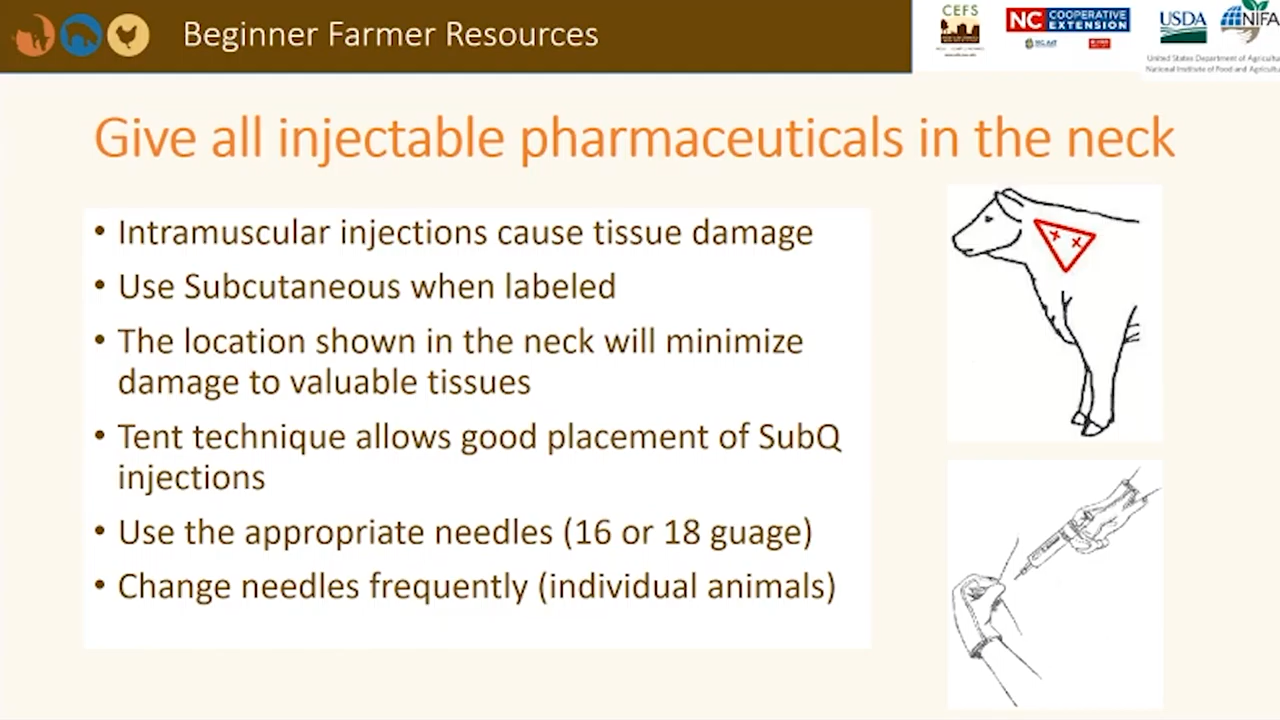 Beginner Farmer Resources
CEFS
NC COOPERATIVE
EXTENSION
USDA
NIFA
United States Department of Agricultu
National Institute of Food and Agricultu
Give all injectable pharmaceuticals in the neck
• Intramuscular injections cause tissue damage
• Use Subcutaneous when labeled
• The location shown in the neck will minimize
damage to valuable tissues
• Tent technique allows good placement of SubQ
injections
• Use the appropriate needles (16 or 18 guage)
• Change needles frequently (individual animals)